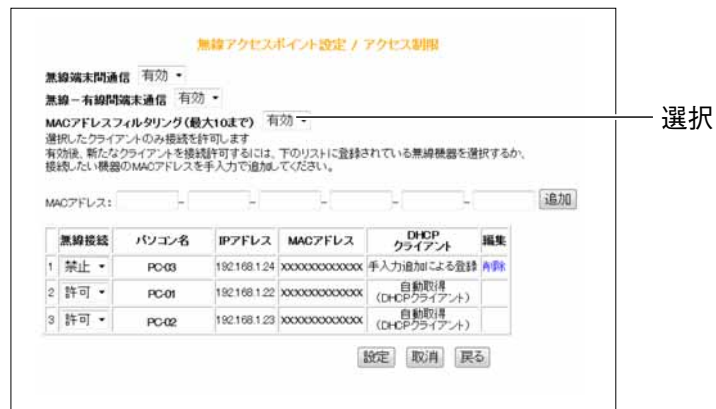 無線アクセスポイント設定 / アクセス制限
無線端末間通信 有効
無線－有線間端末通信 有効
MACアドレスフィルタリング(最大10まで) 有効
選択
選択したクライアントのみ接続を許可します
有効後、新たなクライアントを接続許可するには、下のリストに登録されている無線機器を選択するか、
接続したい機器のMACアドレスを手入力で追加してください。
MACアドレス: - - - - - 追加
無線接続 パソコン名 IPアドレス MACアドレス DHCPクライアント 編集
1 禁止 PC-03 192.168.1.24 XXXXXXXXXXXX 手入力追加による登録 削除
2 許可 PC-01 192.168.1.22 XXXXXXXXXXXX 自動取得(DHCPクライアント)
3 許可 PC-02 192.168.1.23 XXXXXXXXXXXX 自動取得(DHCPクライアント)
設定 取消 戻る